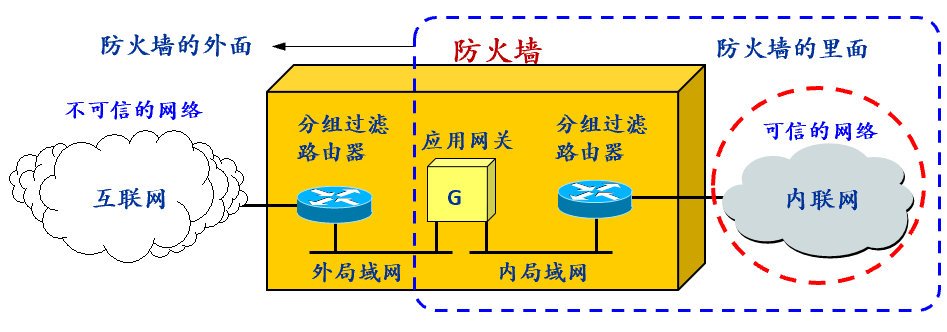 防火墙的外面
防火墙
防火墙的里面
不可信的网络
分组过滤
路由器
应用网关
分组过滤
路由器
可信的网络
互联网
G
内联网
外局域网
内局域网